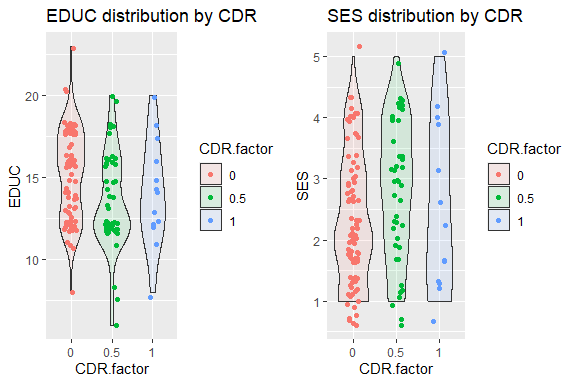 EDUC distribution by CDR
EDUC
20
15
10
0
0.5
1
CDR.factor
CDR.factor
0
0.5
1
SES distribution by CDR
SES
5
4
3
2
1
0
0.5
1
CDR.factor
CDR.factor
0
0.5
1